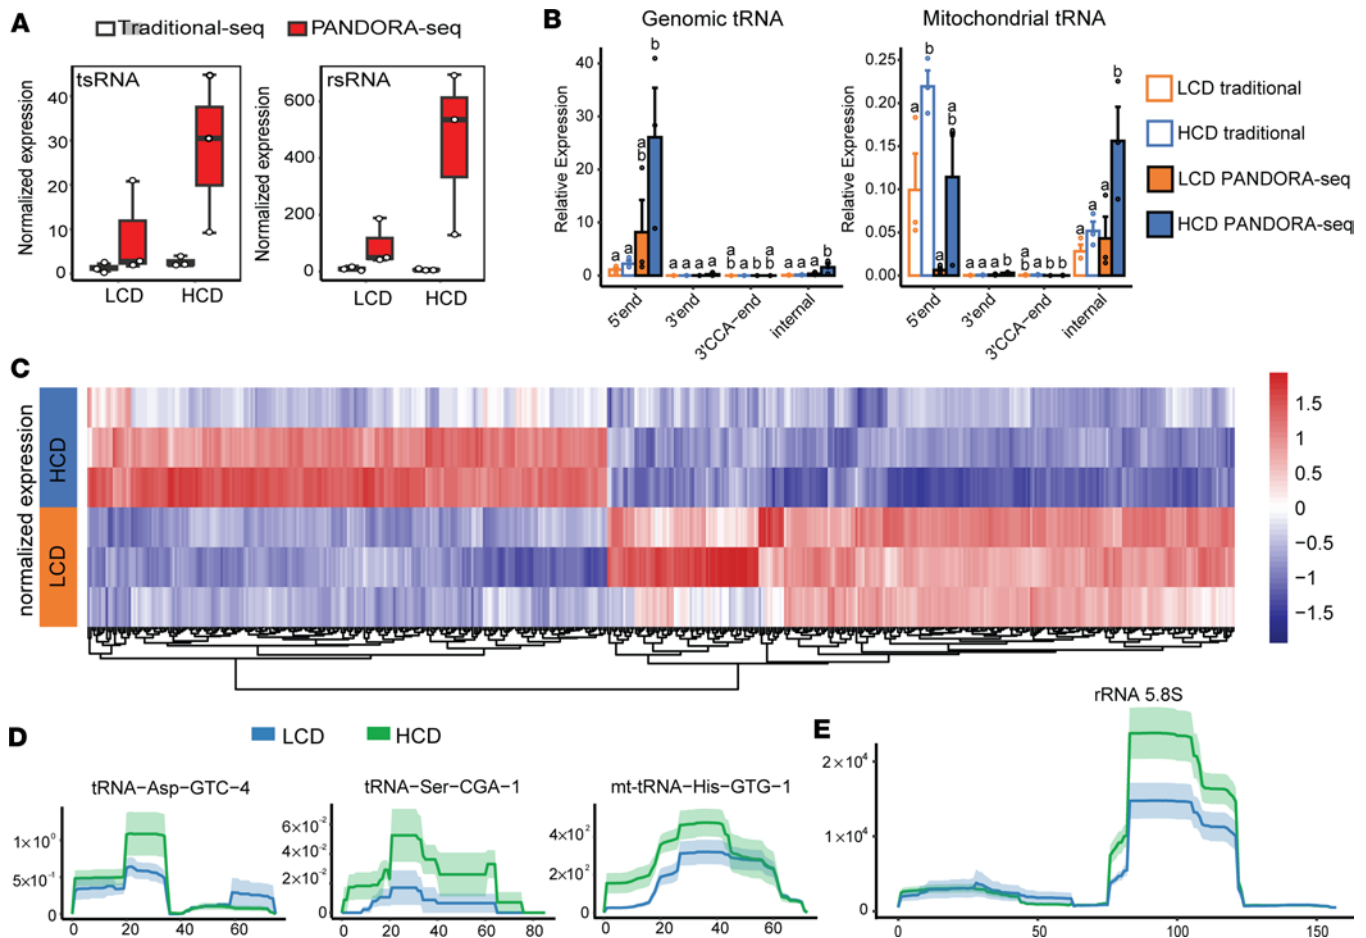 A
Traditional-seq
PANDORA-seq
tsRNA
Normalized expression
40
30
20
10
0
LCD
HCD
rsRNA
Normalized expression
600
400
200
0
LCD
HCD
B
Genomic tRNA
Relative Expression
40
30
20
10
0
a
a
a
b
b
a
a
a
a
a
b
a
b
a
b
a
a
a
b
5'end
3'end
3'CCA-end
internal
Mitochondrial tRNA
Relative Expression
0.25
0.20
0.15
0.10
0.05
0.00
a
b
a
a
b
a
a
a
b
a
b
a
b
b
a
a
a
b
5'end
3'end
3'CCA-end
internal
LCD traditional
HCD traditional
LCD PANDORA-seq
HCD PANDORA-seq
C
normalized expression
HCD
LCD
1.5
1
0.5
0
−0.5
−1
−1.5
D
LCD
HCD
tRNA−Asp−GTC−4
1×10⁰
5×10⁻¹
0
0
20
40
60
tRNA−Ser−CGA−1
6×10⁻²
4×10⁻²
2×10⁻²
0
0
20
40
60
80
mt-tRNA−His−GTG−1
4×10²
2×10²
0
0
20
40
60
E
rRNA 5.8S
2×10⁴
1×10⁴
0
0
50
100
150